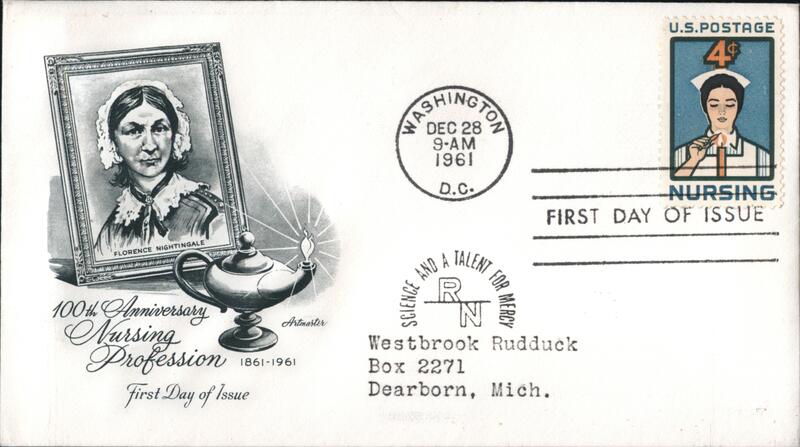 FLORENCE NIGHTINGALE
100th Anniversary
Nursing
Profession 1861-1961
First Day of Issue
Artmaster
WASHINGTON
DEC 28
9-AM
1961
D.C.
U.S. POSTAGE
4¢
NURSING
FIRST DAY OF ISSUE
SCIENCE AND A TALENT FOR MERCY
RN
Westbrook Rudduck
Box 2271
Dearborn, Mich.